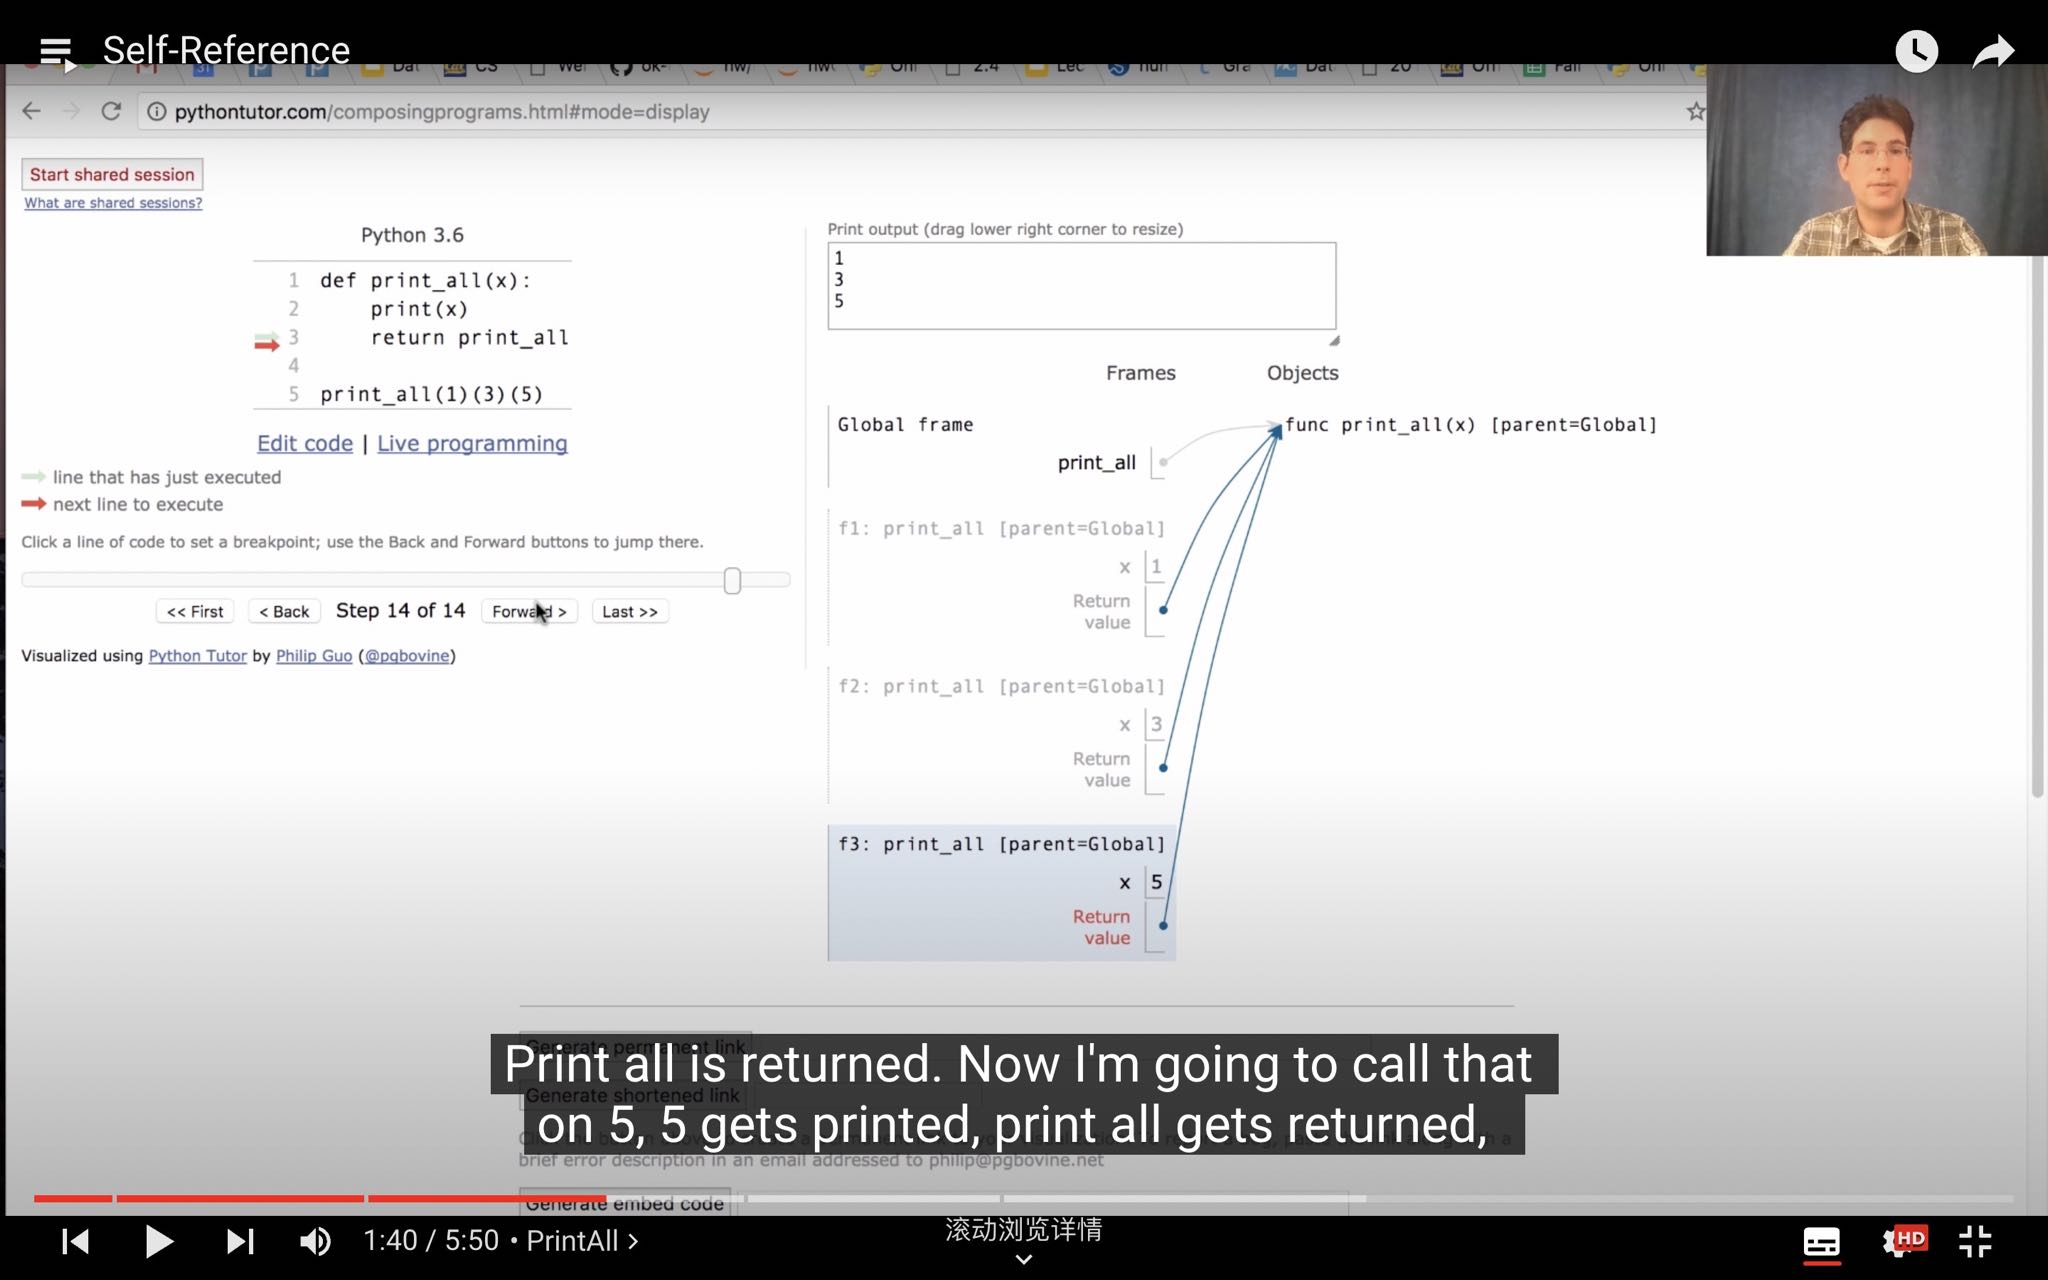 Self-Reference
pythontutor.com/composingprograms.html#mode=display
Start shared session
What are shared sessions?
Python 3.6
1 def print_all(x):
2     print(x)
3     return print_all
4
5 print_all(1)(3)(5)
Edit code | Live programming
line that has just executed
next line to execute
Click a line of code to set a breakpoint; use the Back and Forward buttons to jump there.
<< First < Back Step 14 of 14 Forward > Last >>
Visualized using Python Tutor by Philip Guo (@pgbovine)
Print output (drag lower right corner to resize)
1
3
5
Frames Objects
Global frame
func print_all(x) [parent=Global]
print_all
f1: print_all [parent=Global]
x 1
Return
value
f2: print_all [parent=Global]
x 3
Return
value
f3: print_all [parent=Global]
x 5
Return
value
Generate permanent link
Print all is returned. Now I'm going to call that
Generate shortened link
on 5, 5 gets printed, print all gets returned,
brief error description in an email addressed to philip@pgbovine.net
Generate embed code
1:40 / 5:50 • PrintAll >
滚动浏览详情
HD